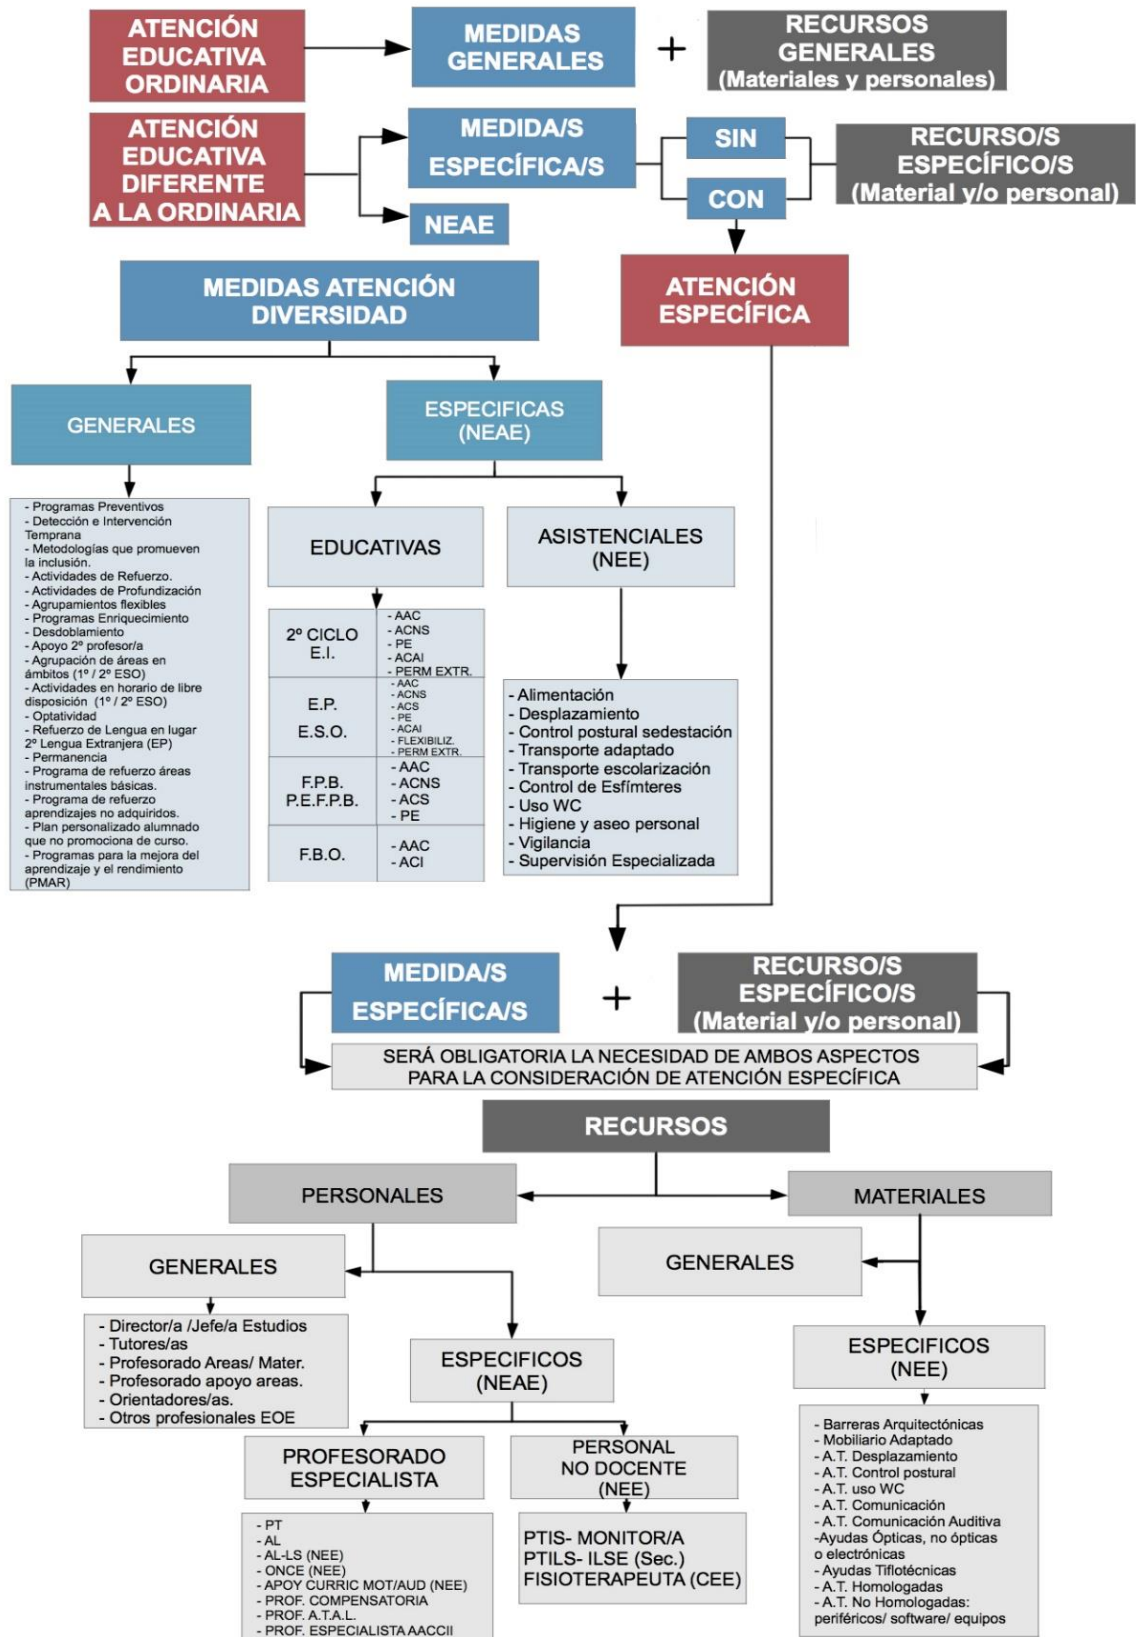 ATENCIÓN
EDUCATIVA
ORDINARIA
MEDIDAS
GENERALES
+
RECURSOS
GENERALES
(Materiales y personales)
ATENCIÓN
EDUCATIVA
DIFERENTE
A LA ORDINARIA
MEDIDA/S
ESPECÍFICA/S
NEAE
SIN
CON
RECURSO/S
ESPECÍFICO/S
(Material y/o personal)
ATENCIÓN
ESPECÍFICA
MEDIDAS ATENCIÓN
DIVERSIDAD
GENERALES
ESPECIFICAS
(NEAE)
- Programas Preventivos
- Detección e Intervención
Temprana
- Metodologías que promueven
la inclusión.
- Actividades de Refuerzo.
- Actividades de Profundización
- Agrupamientos flexibles
- Programas Enriquecimiento
- Desdoblamiento
- Apoyo 2º profesor/a
- Agrupación de áreas en
ámbitos (1º / 2º ESO)
- Actividades en horario de libre
disposición (1º / 2º ESO)
- Optatividad
- Refuerzo de Lengua en lugar
2º Lengua Extranjera (EP)
- Permanencia
- Programa de refuerzo áreas
instrumentales básicas.
- Programa de refuerzo
aprendizajes no adquiridos.
- Plan personalizado alumnado
que no promociona de curso.
- Programas para la mejora del
aprendizaje y el rendimiento
(PMAR)
EDUCATIVAS
2º CICLO
E.I.
- AAC
- ACNS
- PE
- ACAI
- PERM EXTR.
E.P.
E.S.O.
- AAC
- ACNS
- ACS
- PE
- ACAI
- FLEXIBILIZ.
- PERM EXTR.
F.P.B.
P.E.F.P.B.
- AAC
- ACNS
- ACS
- PE
F.B.O.
- AAC
- ACI
ASISTENCIALES
(NEE)
- Alimentación
- Desplazamiento
- Control postural sedestación
- Transporte adaptado
- Transporte escolarización
- Control de Esfímteres
- Uso WC
- Higiene y aseo personal
- Vigilancia
- Supervisión Especializada
MEDIDA/S
ESPECÍFICA/S
+
RECURSO/S
ESPECÍFICO/S
(Material y/o personal)
SERÁ OBLIGATORIA LA NECESIDAD DE AMBOS ASPECTOS
PARA LA CONSIDERACIÓN DE ATENCIÓN ESPECÍFICA
RECURSOS
PERSONALES
MATERIALES
GENERALES
- Director/a /Jefe/a Estudios
- Tutores/as
- Profesorado Areas/ Mater.
- Profesorado apoyo areas.
- Orientadores/as.
- Otros profesionales EOE
ESPECIFICOS
(NEAE)
PROFESORADO
ESPECIALISTA
- PT
- AL
- AL-LS (NEE)
- ONCE (NEE)
- APOY CURRIC MOT/AUD (NEE)
- PROF. COMPENSATORIA
- PROF. A.T.A.L.
- PROF. ESPECIALISTA AACCII
PERSONAL
NO DOCENTE
(NEE)
PTIS- MONITOR/A
PTILS- ILSE (Sec.)
FISIOTERAPEUTA (CEE)
GENERALES
ESPECIFICOS
(NEE)
- Barreras Arquitectónicas
- Mobiliario Adaptado
- A.T. Desplazamiento
- A.T. Control postural
- A.T. uso WC
- A.T. Comunicación
- A.T. Comunicación Auditiva
-Ayudas Ópticas, no ópticas
o electrónicas
- Ayudas Tiflotécnicas
- A.T. Homologadas
- A.T. No Homologadas:
periféricos/ software/ equipos